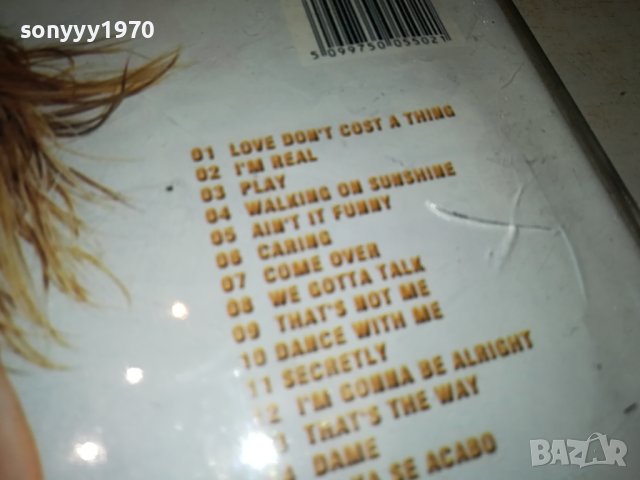 sonyyy1970
5099750 055021
01 LOVE DON'T COST A THING
02 I'M REAL
03 PLAY
04 WALKING ON SUNSHINE
05 AIN'T IT FUNNY
06 CARING
07 COME OVER
08 WE GOTTA TALK
09 THAT'S NOT ME
10 DANCE WITH ME
11 SECRETLY
12 I'M GONNA BE ALRIGHT
THAT'S THE WAY
DAME
SE ACABO
BAZAR